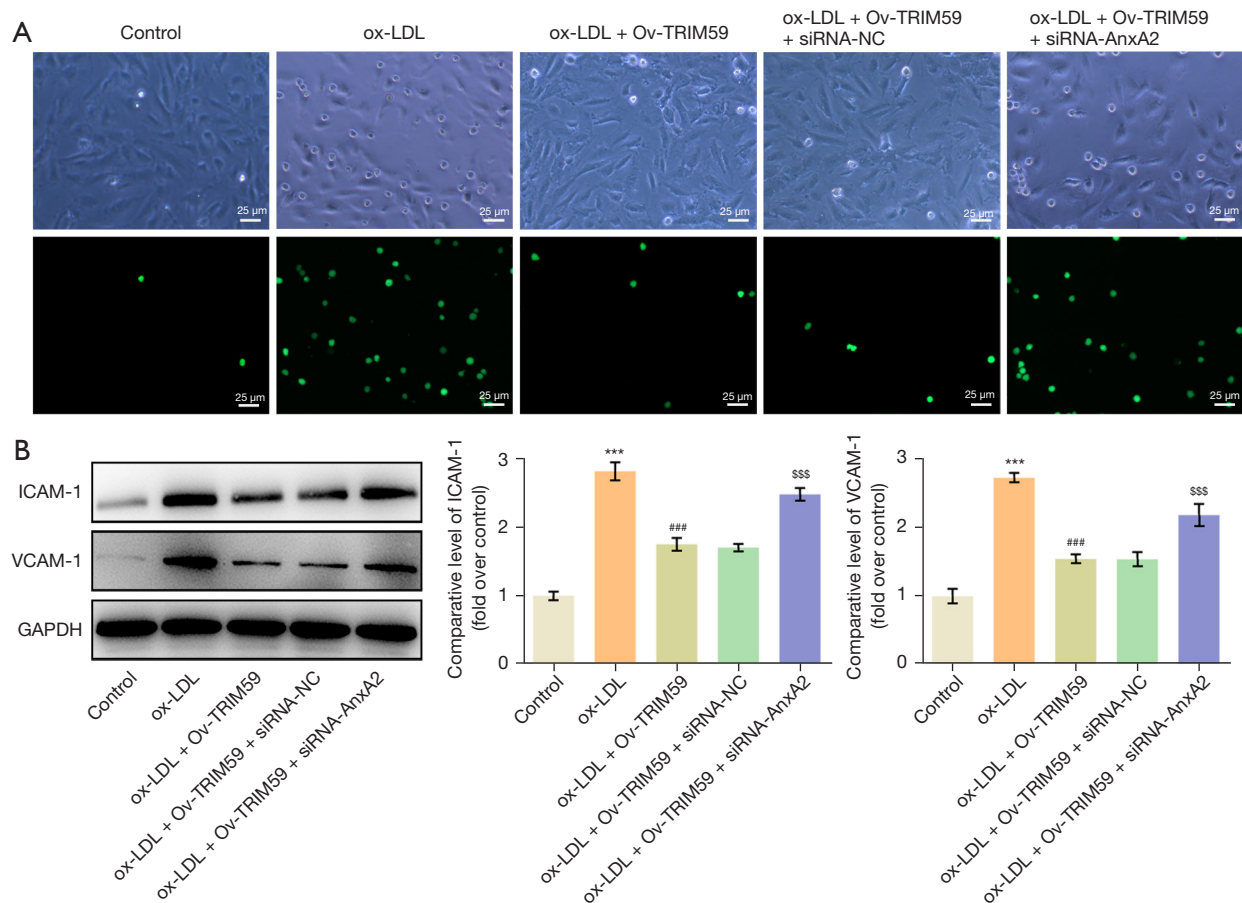 A
Control
ox-LDL
ox-LDL + Ov-TRIM59
ox-LDL + Ov-TRIM59
+ siRNA-NC
ox-LDL + Ov-TRIM59
+ siRNA-AnxA2
25 μm
25 μm
25 μm
25 μm
25 μm
25 μm
25 μm
25 μm
25 μm
25 μm
B
ICAM-1
VCAM-1
GAPDH
Control
ox-LDL
ox-LDL + Ov-TRIM59
ox-LDL + Ov-TRIM59 + siRNA-NC
ox-LDL + Ov-TRIM59 + siRNA-AnxA2
Comparative level of ICAM-1
(fold over control)
3
2
1
0
***
###
$$$
Control
ox-LDL
ox-LDL + Ov-TRIM59
ox-LDL + Ov-TRIM59 + siRNA-NC
ox-LDL + Ov-TRIM59 + siRNA-AnxA2
Comparative level of VCAM-1
(fold over control)
3
2
1
0
***
###
$$$
Control
ox-LDL
ox-LDL + Ov-TRIM59
ox-LDL + Ov-TRIM59 + siRNA-NC
ox-LDL + Ov-TRIM59 + siRNA-AnxA2